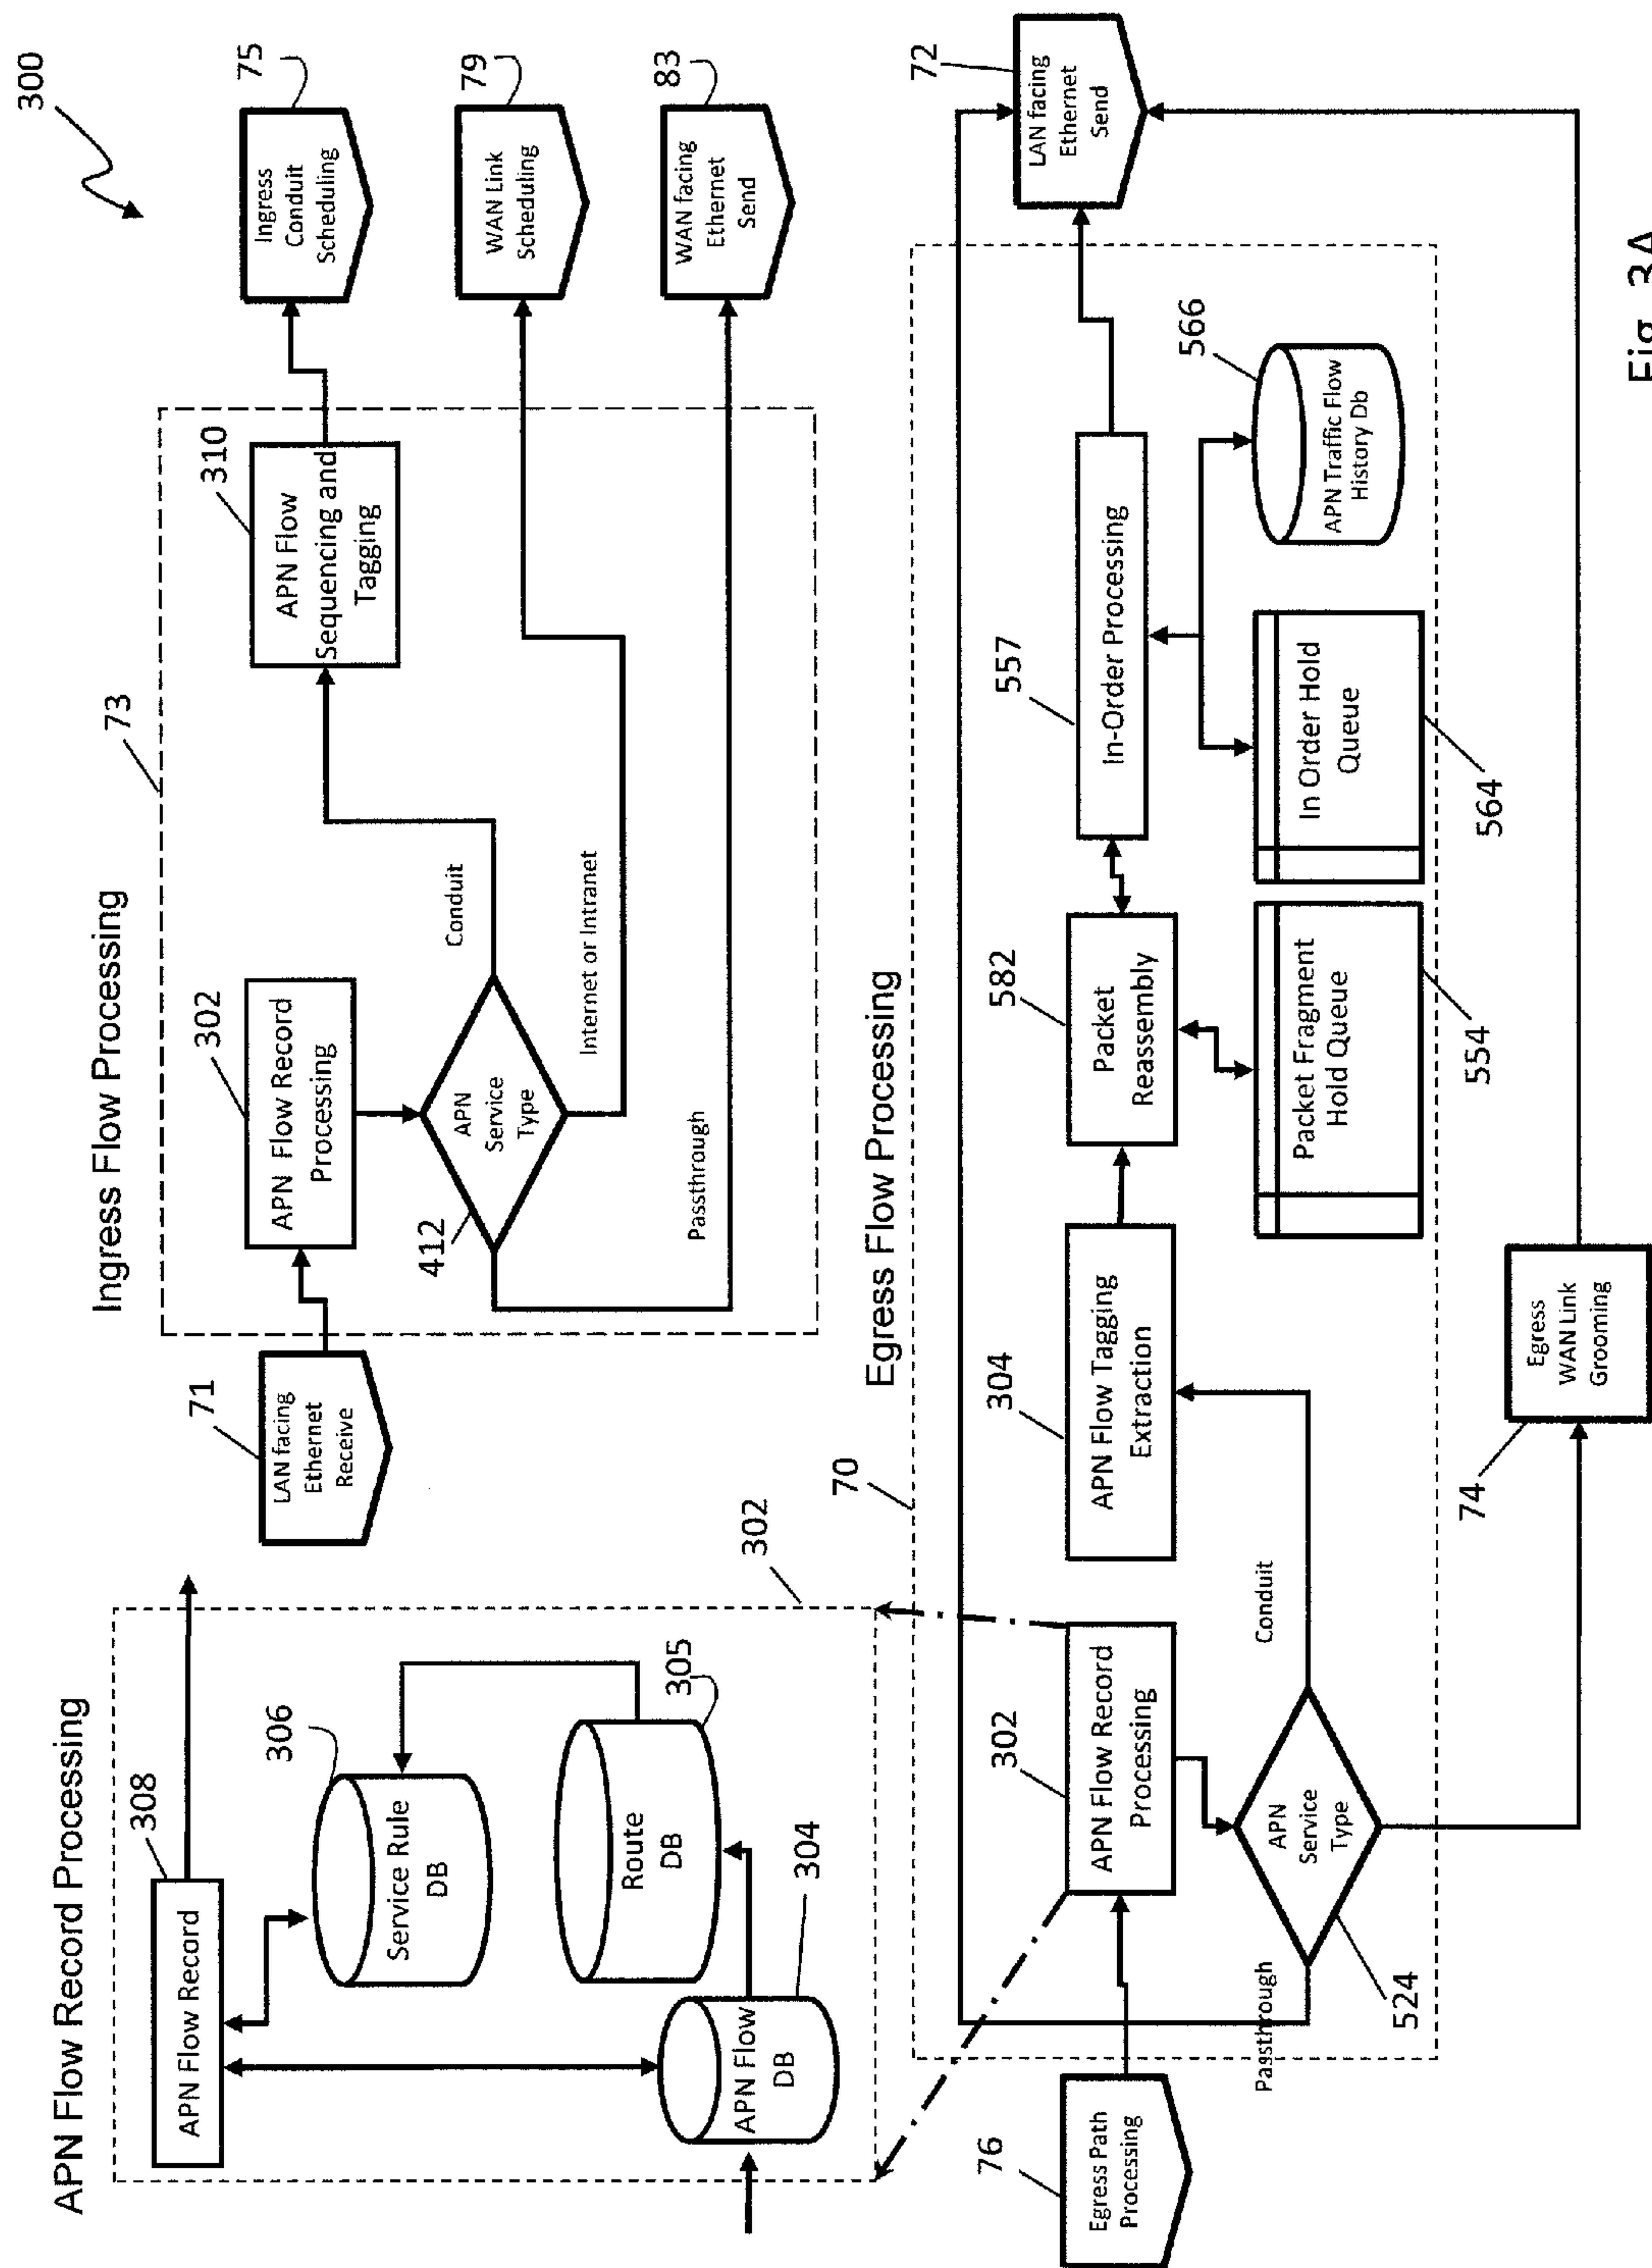 300
APN Flow Record Processing
308
APN Flow Record
306
Service Rule
DB
305
Route
DB
304
APN Flow
DB
302
Ingress Flow Processing
73
71
LAN facing
Ethernet
Receive
302
APN Flow Record
Processing
412
APN
Service
Type
Conduit
Internet or Intranet
Passthrough
310
APN Flow
Sequencing and
Tagging
75
Ingress
Conduit
Scheduling
79
WAN Link
Scheduling
83
WAN facing
Ethernet
Send
Egress Flow Processing
70
76
Egress Path
Processing
302
APN Flow Record
Processing
524
APN
Service
Type
Passthrough
Conduit
304
APN Flow Tagging
Extraction
582
Packet
Reassembly
554
Packet Fragment
Hold Queue
557
In-Order Processing
564
In Order Hold
Queue
566
APN Traffic Flow
History Db
72
LAN facing
Ethernet
Send
74
Egress
WAN Link
Grooming
Fig. 3A